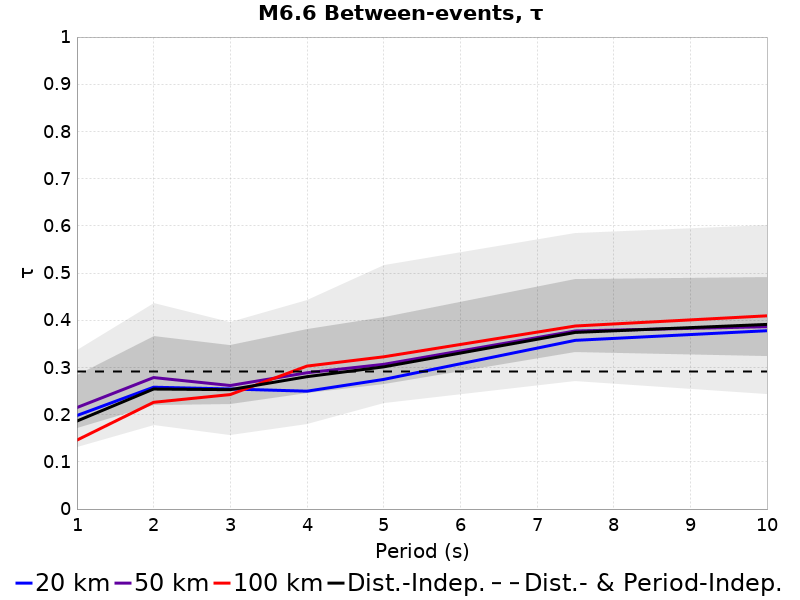 M6.6 Between-events, τ
1
0.9
0.8
0.7
0.6
0.5
0.4
0.3
0.2
0.1
0
τ
1 2 3 4 5 6 7 8 9 10
Period (s)
20 km 50 km 100 km Dist.-Indep. Dist.- & Period-Indep.